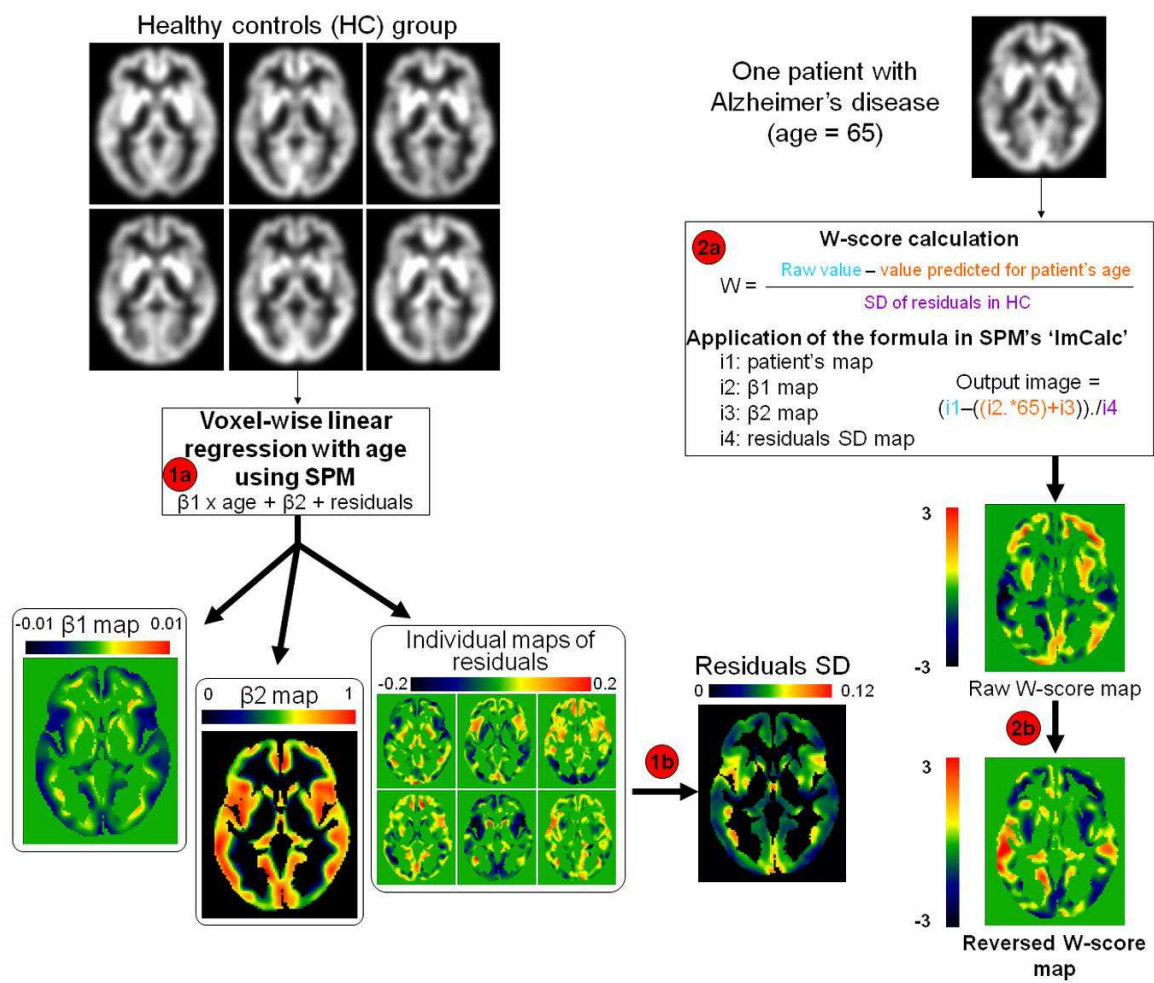 Healthy controls (HC) group
Voxel-wise linear
regression with age
using SPM
1a
β1 x age + β2 + residuals
-0.01 β1 map 0.01
0 β2 map 1
Individual maps of
residuals
-0.2 0.2
1b
Residuals SD
0 0.12
One patient with
Alzheimer's disease
(age = 65)
2a
W-score calculation
W = Raw value – value predicted for patient's age
SD of residuals in HC
Application of the formula in SPM's 'ImCalc'
i1: patient's map
i2: β1 map
i3: β2 map
i4: residuals SD map
Output image =
(i1–((i2.*65)+i3))./i4
3
-3
Raw W-score map
2b
3
-3
Reversed W-score
map